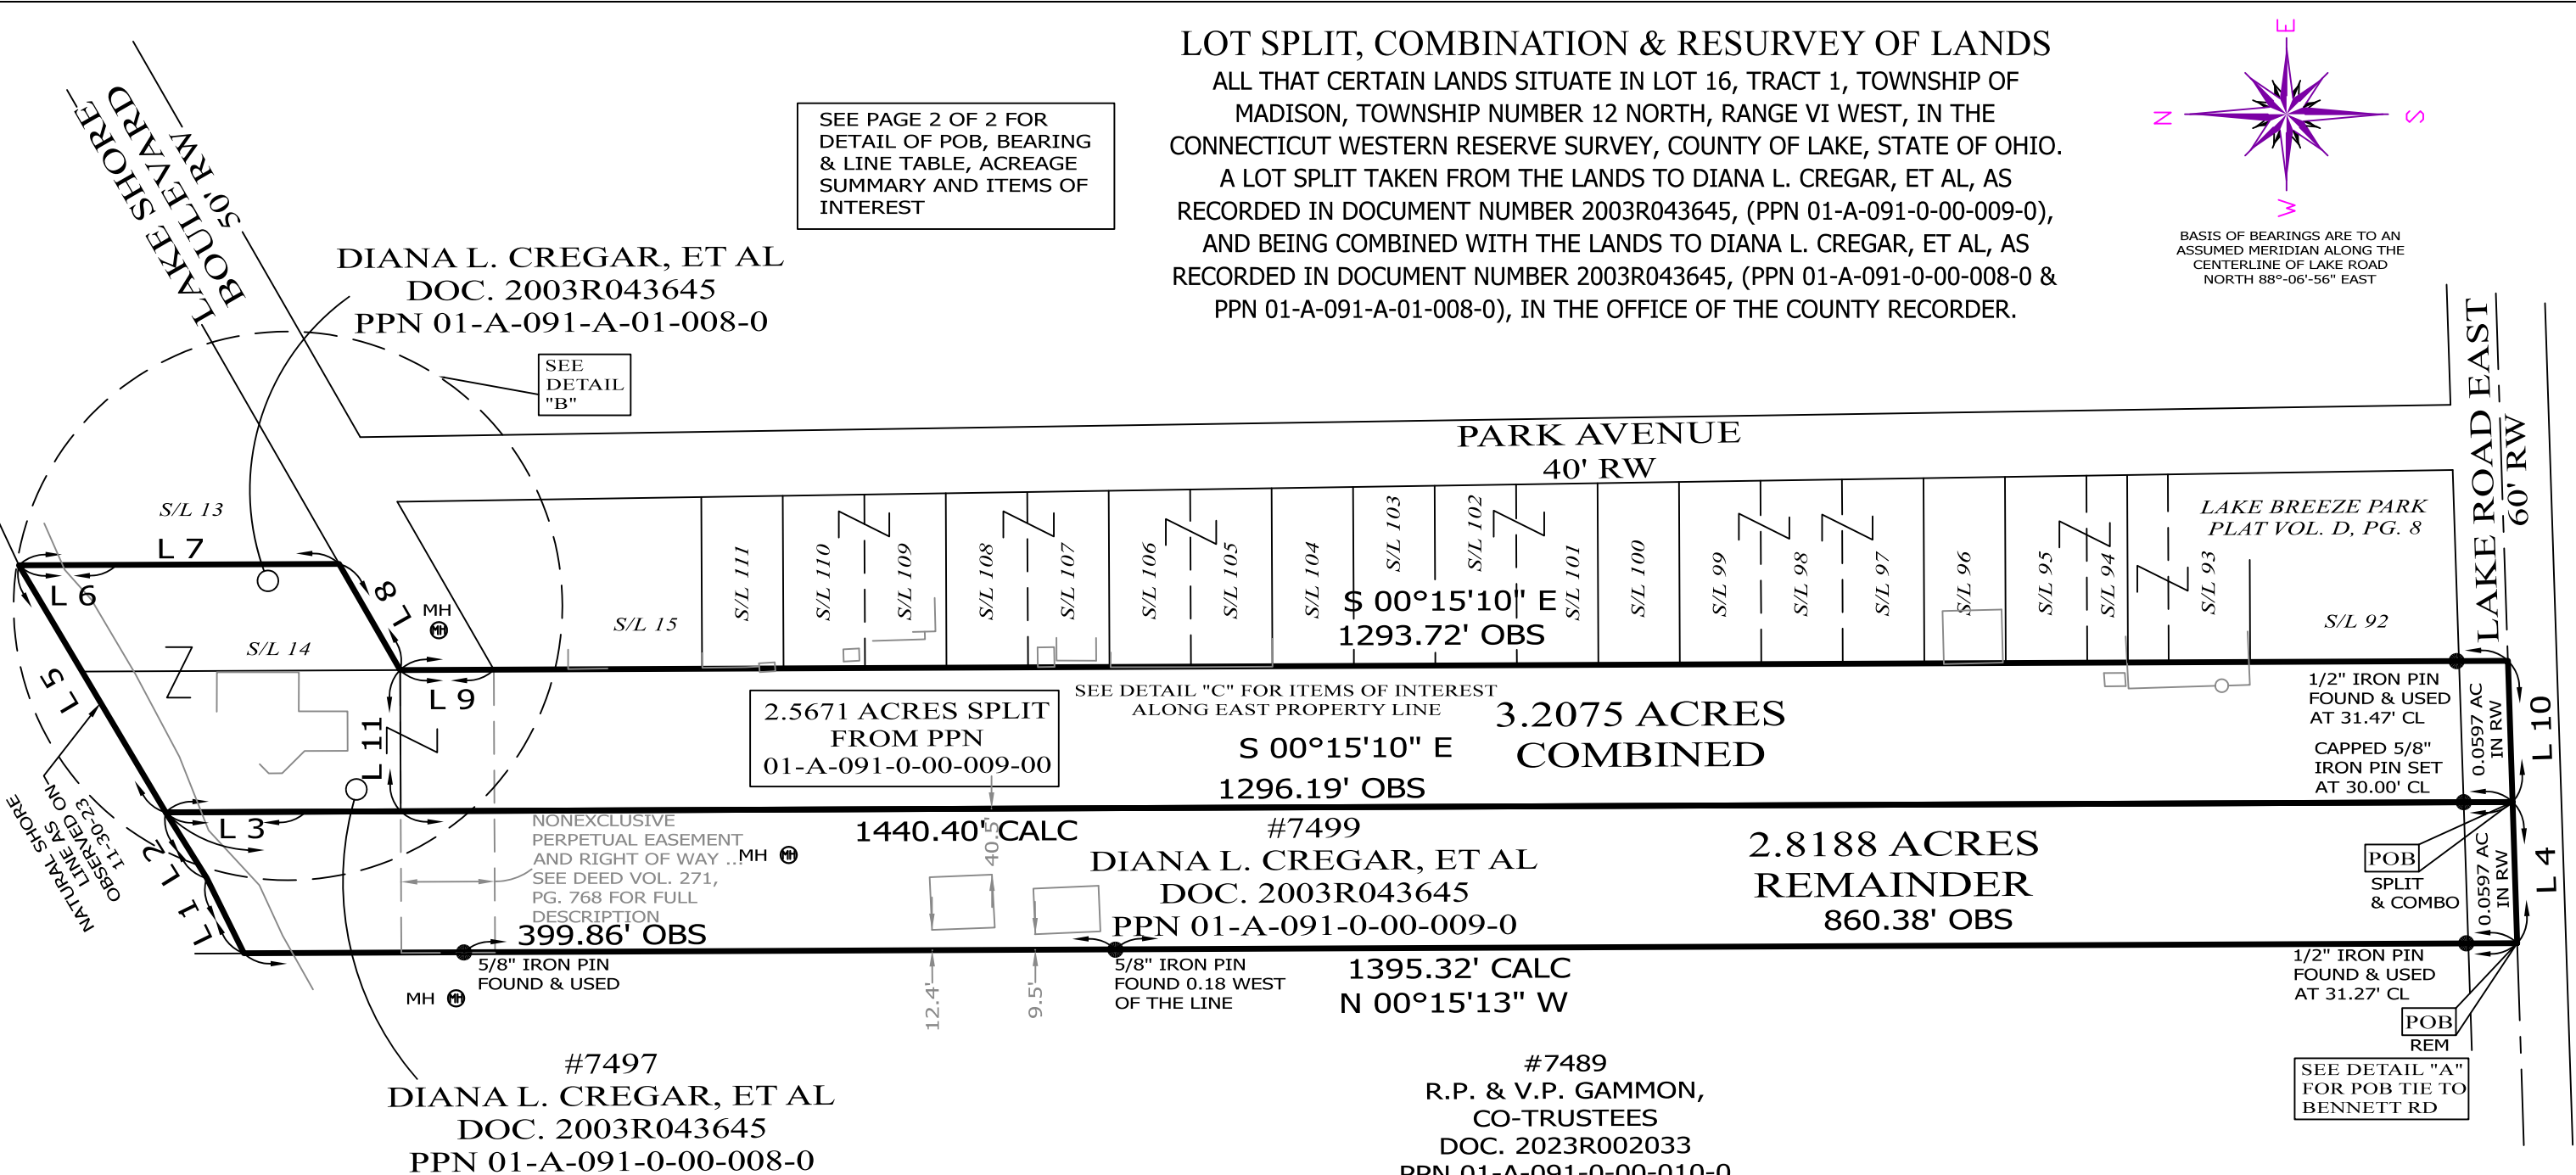 LOT SPLIT, COMBINATION & RESURVEY OF LANDS
ALL THAT CERTAIN LANDS SITUATE IN LOT 16, TRACT 1, TOWNSHIP OF
MADISON, TOWNSHIP NUMBER 12 NORTH, RANGE VI WEST, IN THE
CONNECTICUT WESTERN RESERVE SURVEY, COUNTY OF LAKE, STATE OF OHIO.
A LOT SPLIT TAKEN FROM THE LANDS TO DIANA L. CREGAR, ET AL, AS
RECORDED IN DOCUMENT NUMBER 2003R043645, (PPN 01-A-091-0-00-009-0),
AND BEING COMBINED WITH THE LANDS TO DIANA L. CREGAR, ET AL, AS
RECORDED IN DOCUMENT NUMBER 2003R043645, (PPN 01-A-091-0-00-008-0 &
PPN 01-A-091-A-01-008-0), IN THE OFFICE OF THE COUNTY RECORDER.
E
N
S
W
BASIS OF BEARINGS ARE TO AN
ASSUMED MERIDIAN ALONG THE
CENTERLINE OF LAKE ROAD
NORTH 88°-06'-56" EAST
SEE PAGE 2 OF 2 FOR
DETAIL OF POB, BEARING
& LINE TABLE, ACREAGE
SUMMARY AND ITEMS OF
INTEREST
LAKE SHORE
BOULEVARD
50' RW
DIANA L. CREGAR, ET AL
DOC. 2003R043645
PPN 01-A-091-A-01-008-0
SEE
DETAIL
"B"
PARK AVENUE
40' RW
LAKE ROAD EAST
60' RW
LAKE BREEZE PARK
PLAT VOL. D, PG. 8
S/L 13
S/L 14
S/L 15
S/L 111
S/L 110
S/L 109
S/L 108
S/L 107
S/L 106
S/L 105
S/L 104
S/L 103
S/L 102
S/L 101
S/L 100
S/L 99
S/L 98
S/L 97
S/L 96
S/L 95
S/L 94
S/L 93
S/L 92
L 7
L 6
L 8
MH
MH
L 5
L 9
L 11
S 00°15'10" E
1293.72' OBS
2.5671 ACRES SPLIT
FROM PPN
01-A-091-0-00-009-00
SEE DETAIL "C" FOR ITEMS OF INTEREST
ALONG EAST PROPERTY LINE
3.2075 ACRES
COMBINED
S 00°15'10" E
1296.19' OBS
1/2" IRON PIN
FOUND & USED
AT 31.47' CL
CAPPED 5/8"
IRON PIN SET
AT 30.00' CL
0.0597 AC
IN RW
L 10
NATURAL SHORE
LINE AS
OBSERVED ON
11-30-23
L 3
L 2
L 1
NONEXCLUSIVE
PERPETUAL EASEMENT
AND RIGHT OF WAY ...
SEE DEED VOL. 271,
PG. 768 FOR FULL
DESCRIPTION
MH
MH
1440.40' CALC
40.5'
#7499
DIANA L. CREGAR, ET AL
DOC. 2003R043645
PPN 01-A-091-0-00-009-0
2.8188 ACRES
REMAINDER
860.38' OBS
399.86' OBS
POB
SPLIT
& COMBO
0.0597 AC
IN RW
L 4
5/8" IRON PIN
FOUND & USED
MH
MH
12.4'
9.5'
5/8" IRON PIN
FOUND 0.18 WEST
OF THE LINE
1395.32' CALC
N 00°15'13" W
1/2" IRON PIN
FOUND & USED
AT 31.27' CL
POB
REM
SEE DETAIL "A"
FOR POB TIE TO
BENNETT RD
#7497
DIANA L. CREGAR, ET AL
DOC. 2003R043645
PPN 01-A-091-0-00-008-0
#7489
R.P. & V.P. GAMMON,
CO-TRUSTEES
DOC. 2023R002033
PPN 01-A-091-0-00-010-0